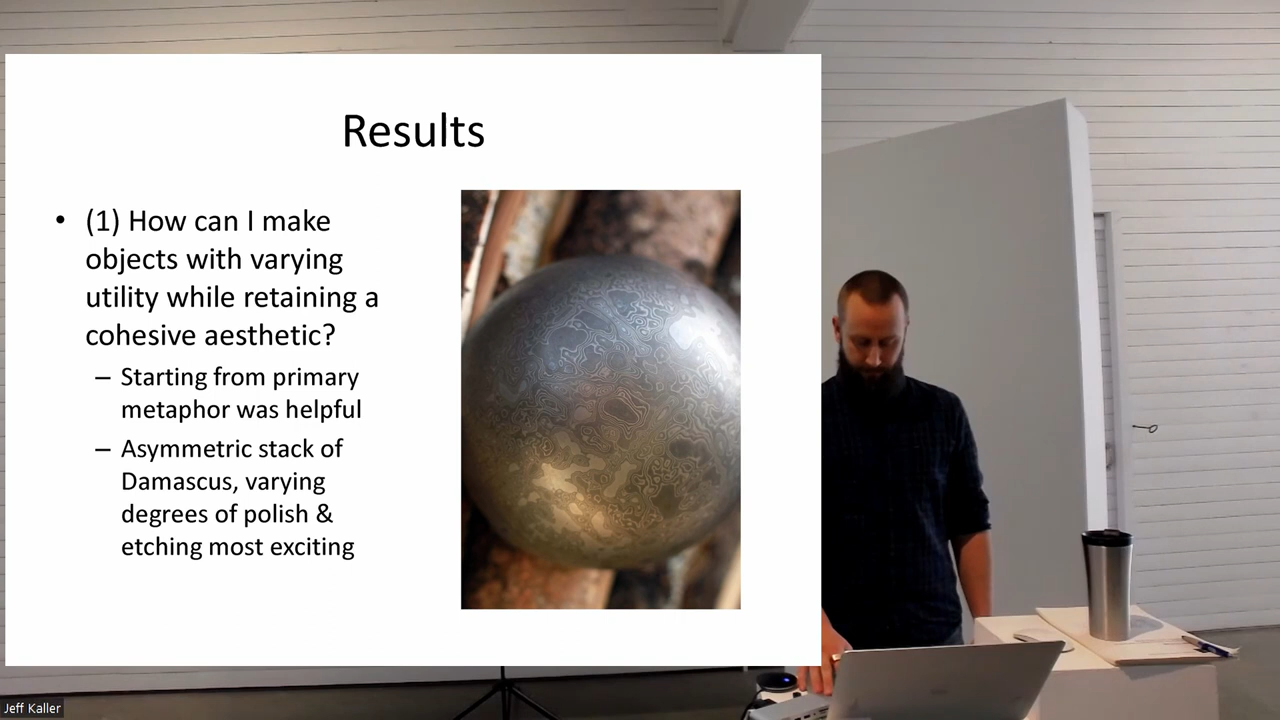 Results
• (1) How can I make
objects with varying
utility while retaining a
cohesive aesthetic?
– Starting from primary
metaphor was helpful
– Asymmetric stack of
Damascus, varying
degrees of polish &
etching most exciting
Jeff Kaller